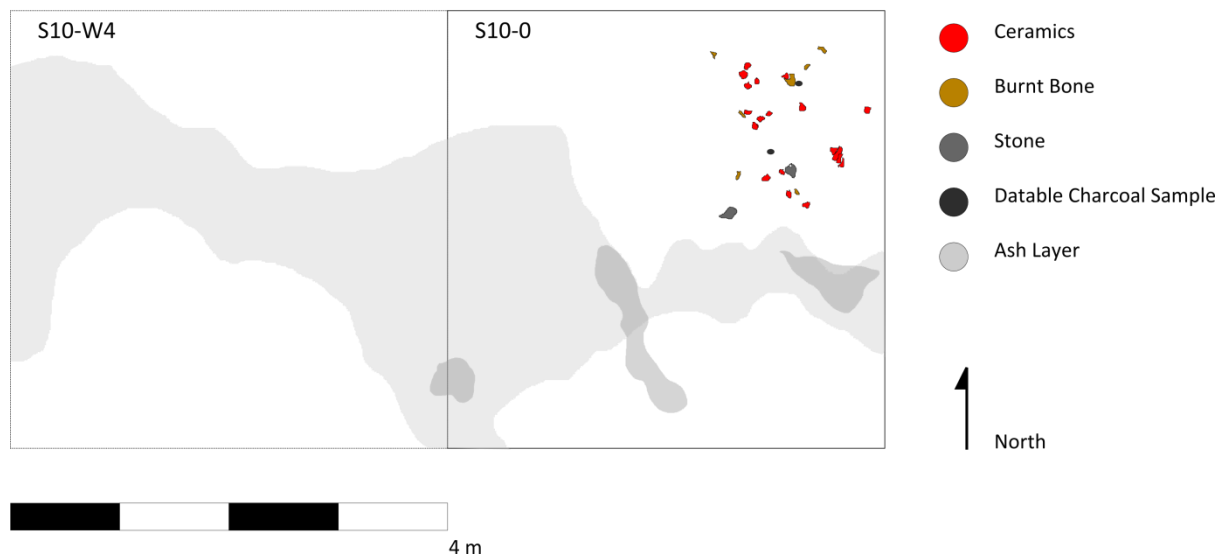 S10-W4
S10-0
Ceramics
Burnt Bone
Stone
Datable Charcoal Sample
Ash Layer
North
4 m